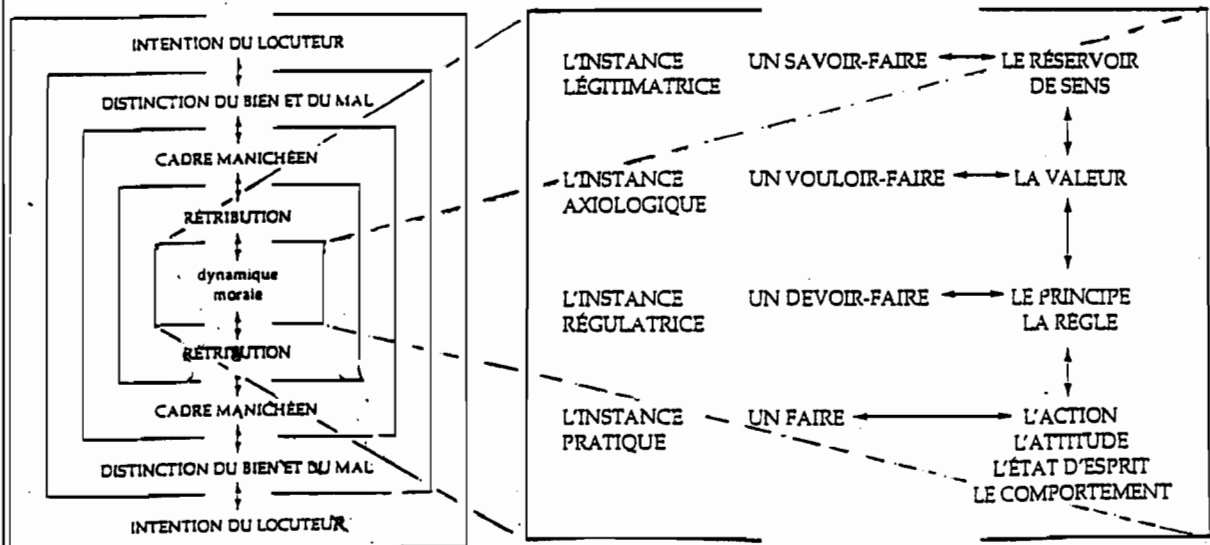 INTENTION DU LOCUTEUR
DISTINCTION DU BIEN ET DU MAL
CADRE MANICHÉEN
RÉTRIBUTION
dynamique
morale
RÉTRIBUTION
CADRE MANICHÉEN
DISTINCTION DU BIEN ET DU MAL
INTENTION DU LOCUTEUR
L'INSTANCE UN SAVOIR-FAIRE LE RÉSERVOIR
LÉGITIMATRICE DE SENS
L'INSTANCE UN VOULOIR-FAIRE LA VALEUR
AXIOLOGIQUE
L'INSTANCE UN DEVOIR-FAIRE LE PRINCIPE
RÉGULATRICE LA RÈGLE
L'INSTANCE UN FAIRE L'ACTION
PRATIQUE L'ATTITUDE
L'ÉTAT D'ESPRIT
LE COMPORTEMENT